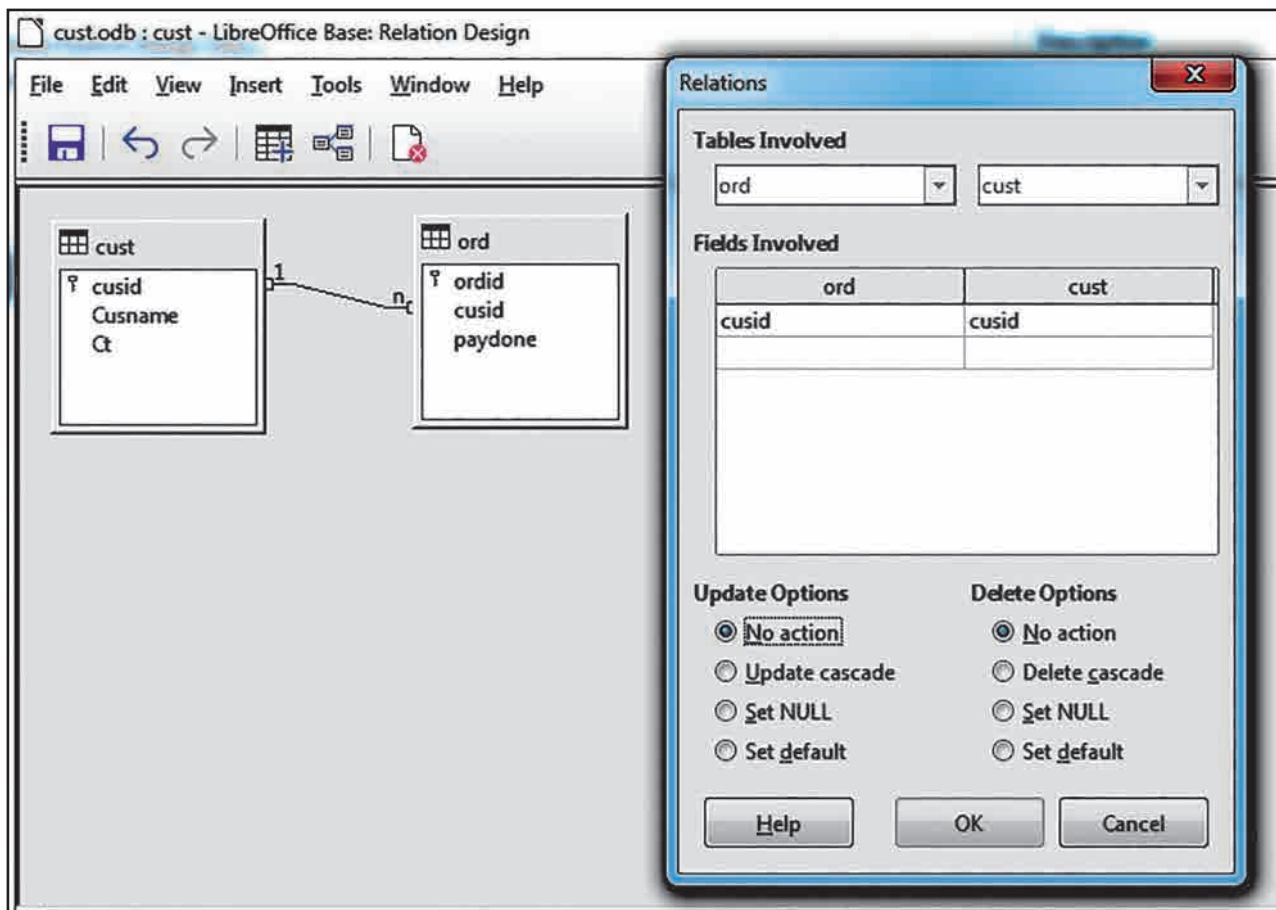 cust.odb : cust - LibreOffice Base: Relation Design
File Edit View Insert Tools Window Help
cust
cusid
Cusname
Ct
1
n
ord
ordid
cusid
paydone
Relations
Tables Involved
ord cust
Fields Involved
ord cust
cusid cusid
Update Options Delete Options
No action No action
Update cascade Delete cascade
Set NULL Set NULL
Set default Set default
Help OK Cancel